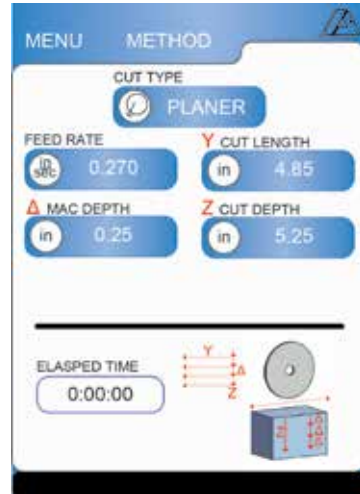 MENU METHOD
CUT TYPE
PLANER
FEED RATE Y CUT LENGTH
in sec 0.270 in 4.85
Δ MAC DEPTH Z CUT DEPTH
in 0.25 in 5.25
ELASPED TIME
0:00:00
Y
Δ
Z